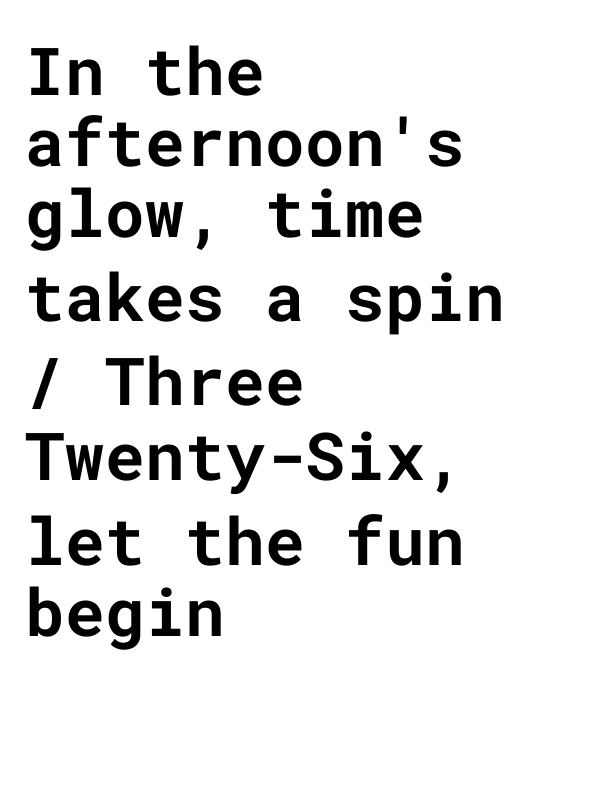 In the
afternoon's
glow, time
takes a spin
/ Three
Twenty-Six,
let the fun
begin